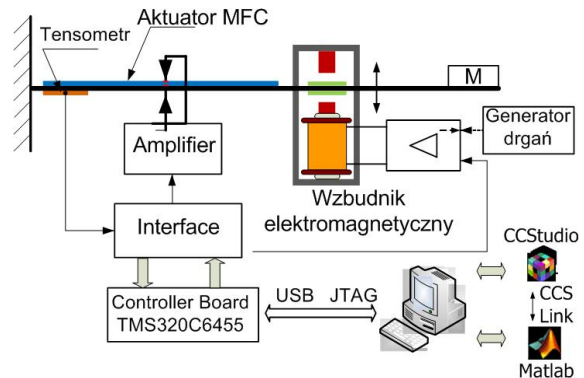 Aktuator MFC
Tensometr
M
Generator
drgań
Amplifier
Wzbudnik
elektromagnetyczny
Interface
CCStudio
CCS
Link
Controller Board
TMS320C6455
USB JTAG
Matlab